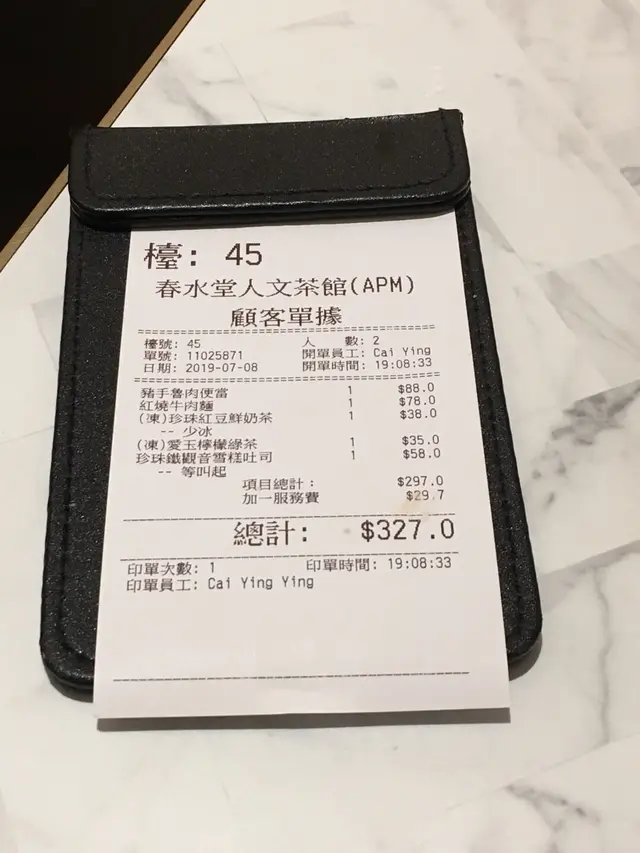 檯: 45
春水堂人文茶館(APM)
顧客單據
檯號: 45 人 數: 2
單號: 11025871 開單員工: Cai Ying
日期: 2019-07-08 開單時間: 19:08:33
豬手魯肉便當 1 $88.0
紅燒牛肉麵 1 $78.0
(凍)珍珠紅豆鮮奶茶 1 $38.0
-- 少冰
(凍)愛玉檸檬綠茶 1 $35.0
珍珠鐵觀音雪糕吐司 1 $58.0
-- 等叫起
項目總計: $297.0
加一服務費 $29.7
總計: $327.0
印單次數: 1 印單時間: 19:08:33
印單員工: Cai Ying Ying